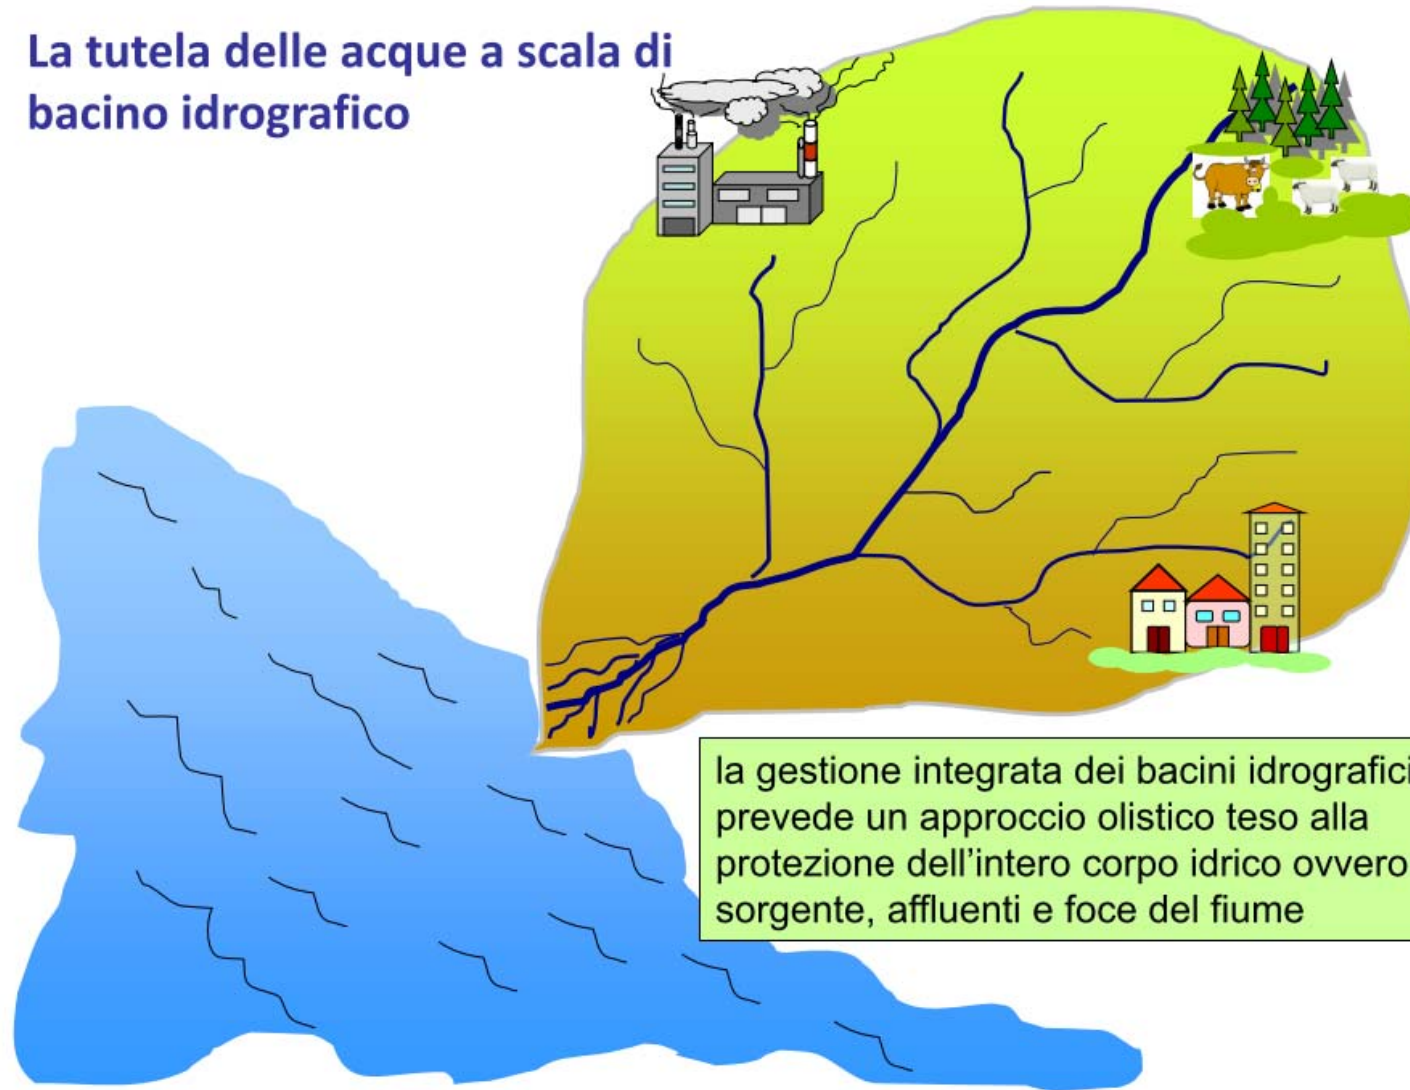 La tutela delle acque a scala di
bacino idrografico
la gestione integrata dei bacini idrografici
prevede un approccio olistico teso alla
protezione dell'intero corpo idrico ovvero
sorgente, affluenti e foce del fiume